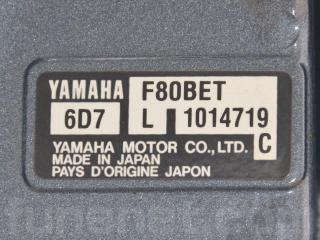 YAMAHA F80BET
6D7 L 1014719
YAMAHA MOTOR CO.,LTD. C
MADE IN JAPAN
PAYS D'ORIGINE JAPON